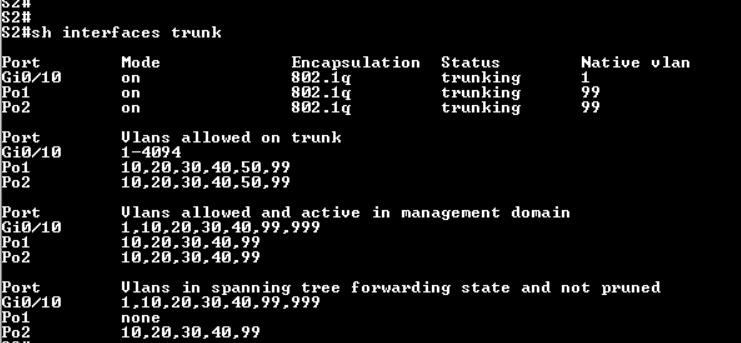 S2#
S2#
S2#sh interfaces trunk
Port Mode Encapsulation Status Native vlan
Gi0/10 on 802.1q trunking 1
Po1 on 802.1q trunking 99
Po2 on 802.1q trunking 99
Port Vlans allowed on trunk
Gi0/10 1-4094
Po1 10,20,30,40,50,99
Po2 10,20,30,40,50,99
Port Vlans allowed and active in management domain
Gi0/10 1,10,20,30,40,99,999
Po1 10,20,30,40,99
Po2 10,20,30,40,99
Port Vlans in spanning tree forwarding state and not pruned
Gi0/10 1,10,20,30,40,99,999
Po1 none
Po2 10,20,30,40,99